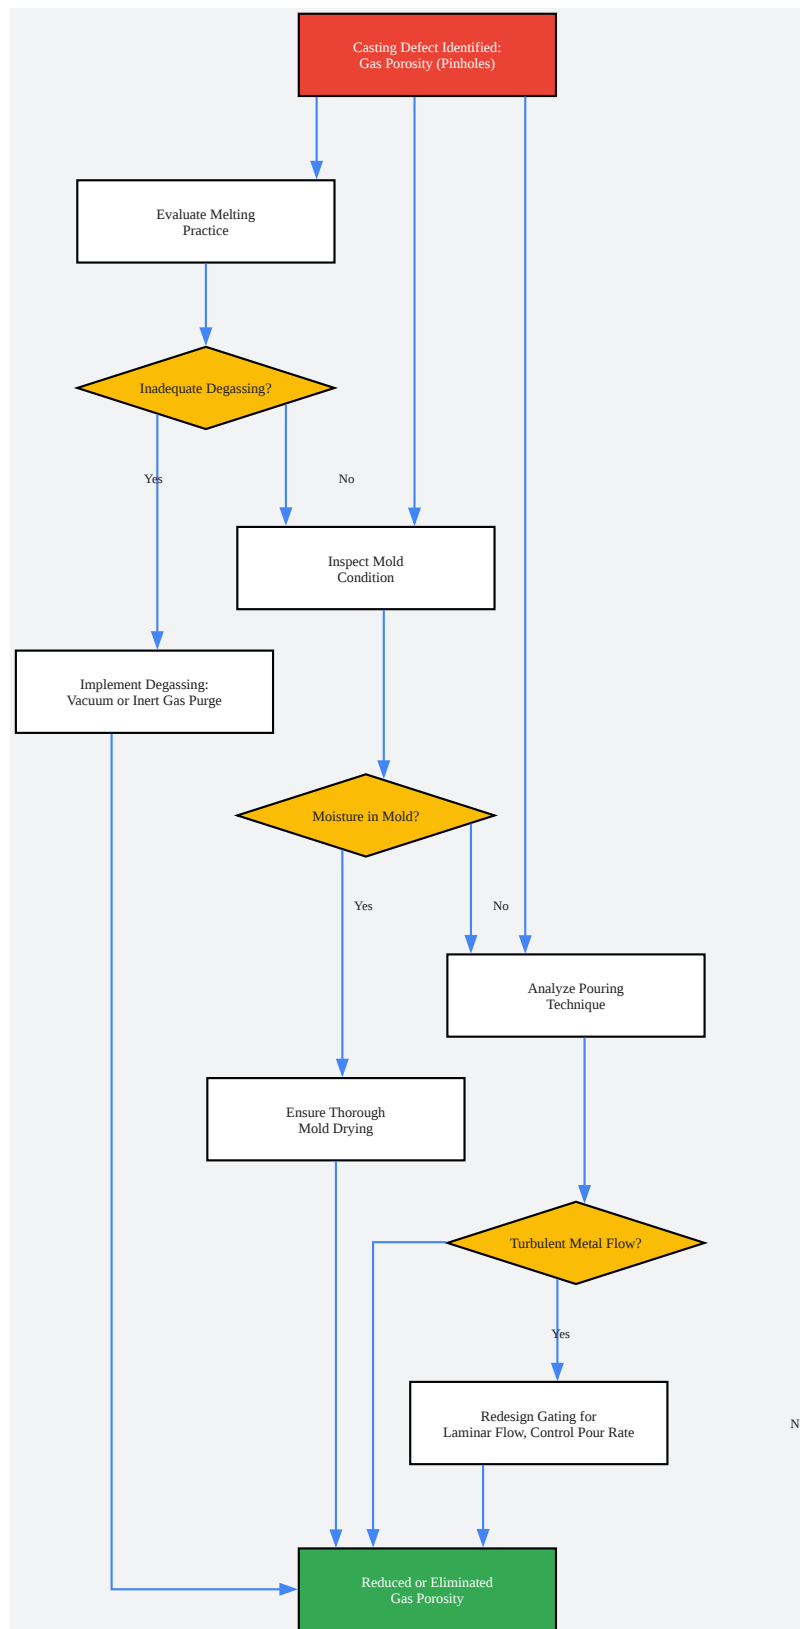 Casting Defect Identified:
Gas Porosity (Pinholes)
Evaluate Melting
Practice
Inadequate Degassing?
Yes
No
Inspect Mold
Condition
Implement Degassing:
Vacuum or Inert Gas Purge
Moisture in Mold?
Yes
No
Analyze Pouring
Technique
Ensure Thorough
Mold Drying
Turbulent Metal Flow?
Yes
Redesign Gating for
Laminar Flow, Control Pour Rate
N
Reduced or Eliminated
Gas Porosity